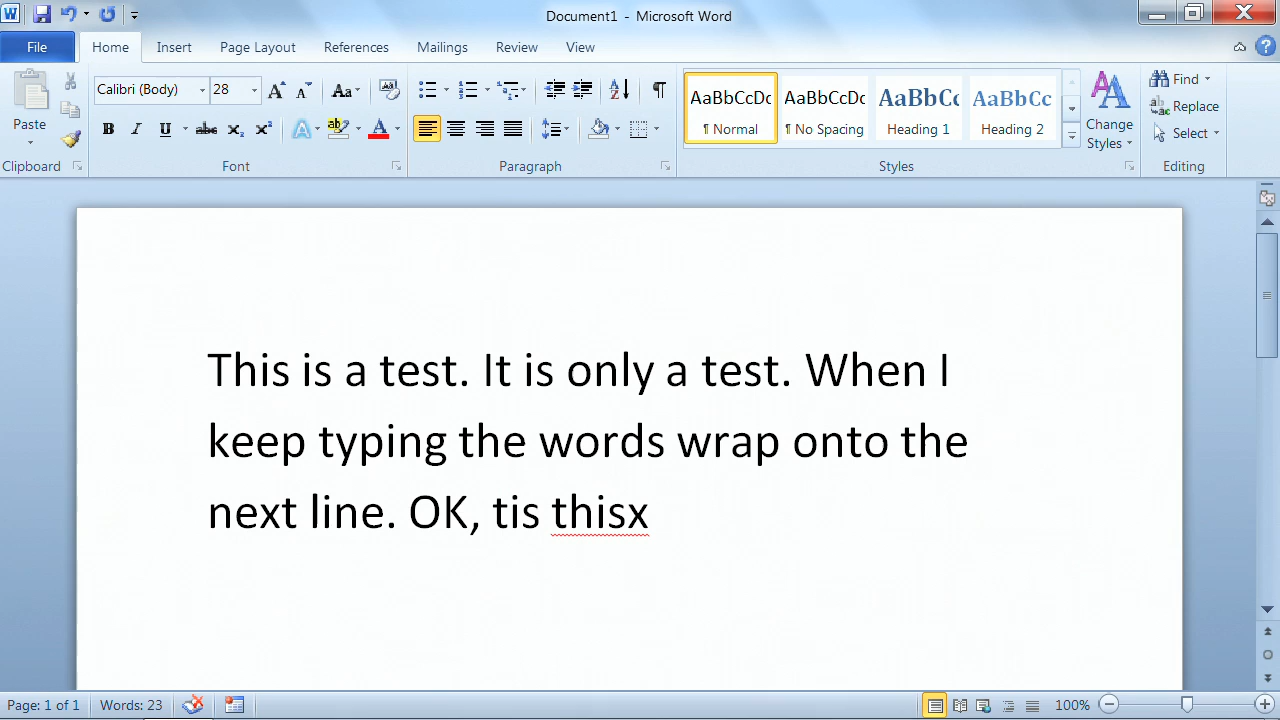 Document1 - Microsoft Word
File Home Insert Page Layout References Mailings Review View
Paste
Calibri (Body) 28
AaBbCcDc AaBbCcDc AaBbCc AaBbCc
¶ Normal ¶ No Spacing Heading 1 Heading 2
Change Styles
Find
Replace
Select
Clipboard Font Paragraph Styles Editing
This is a test. It is only a test. When I
keep typing the words wrap onto the
next line. OK, tis thisx
Page: 1 of 1 Words: 23 100%